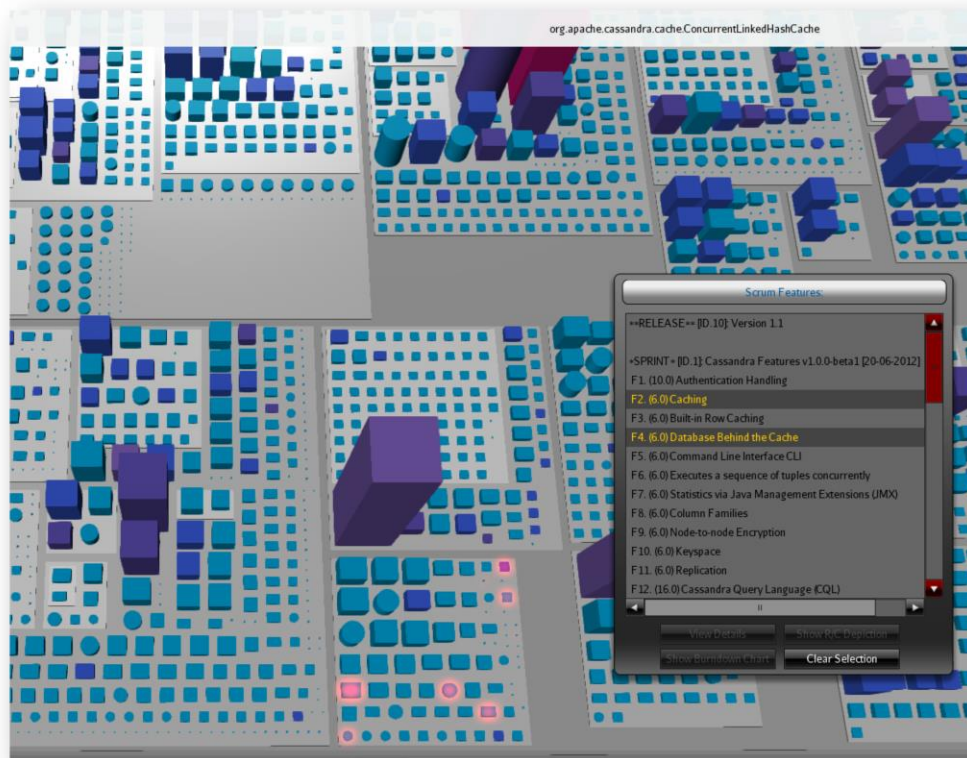 org.apache.cassandra.cache.ConcurrentLinkedHashCache
Scrum Features:
==RELEASE== [ID.10]: Version 1.1
=SPRINT= [ID.1]: Cassandra Features v1.0.0-beta1 [20-06-2012]
F1. (10.0) Authentication Handling
F2. (6.0) Caching
F3. (6.0) Built-in Row Caching
F4. (6.0) Database Behind the Cache
F5. (6.0) Command Line Interface CLI
F6. (6.0) Executes a sequence of tuples concurrently
F7. (6.0) Statistics via Java Management Extensions (JMX)
F8. (6.0) Column Families
F9. (6.0) Node-to-node Encryption
F10. (6.0) Keyspace
F11. (6.0) Replication
F12. (16.0) Cassandra Query Language (CQL)
View Details
Show R/C Depiction
Show Burndown Chart
Clear Selection